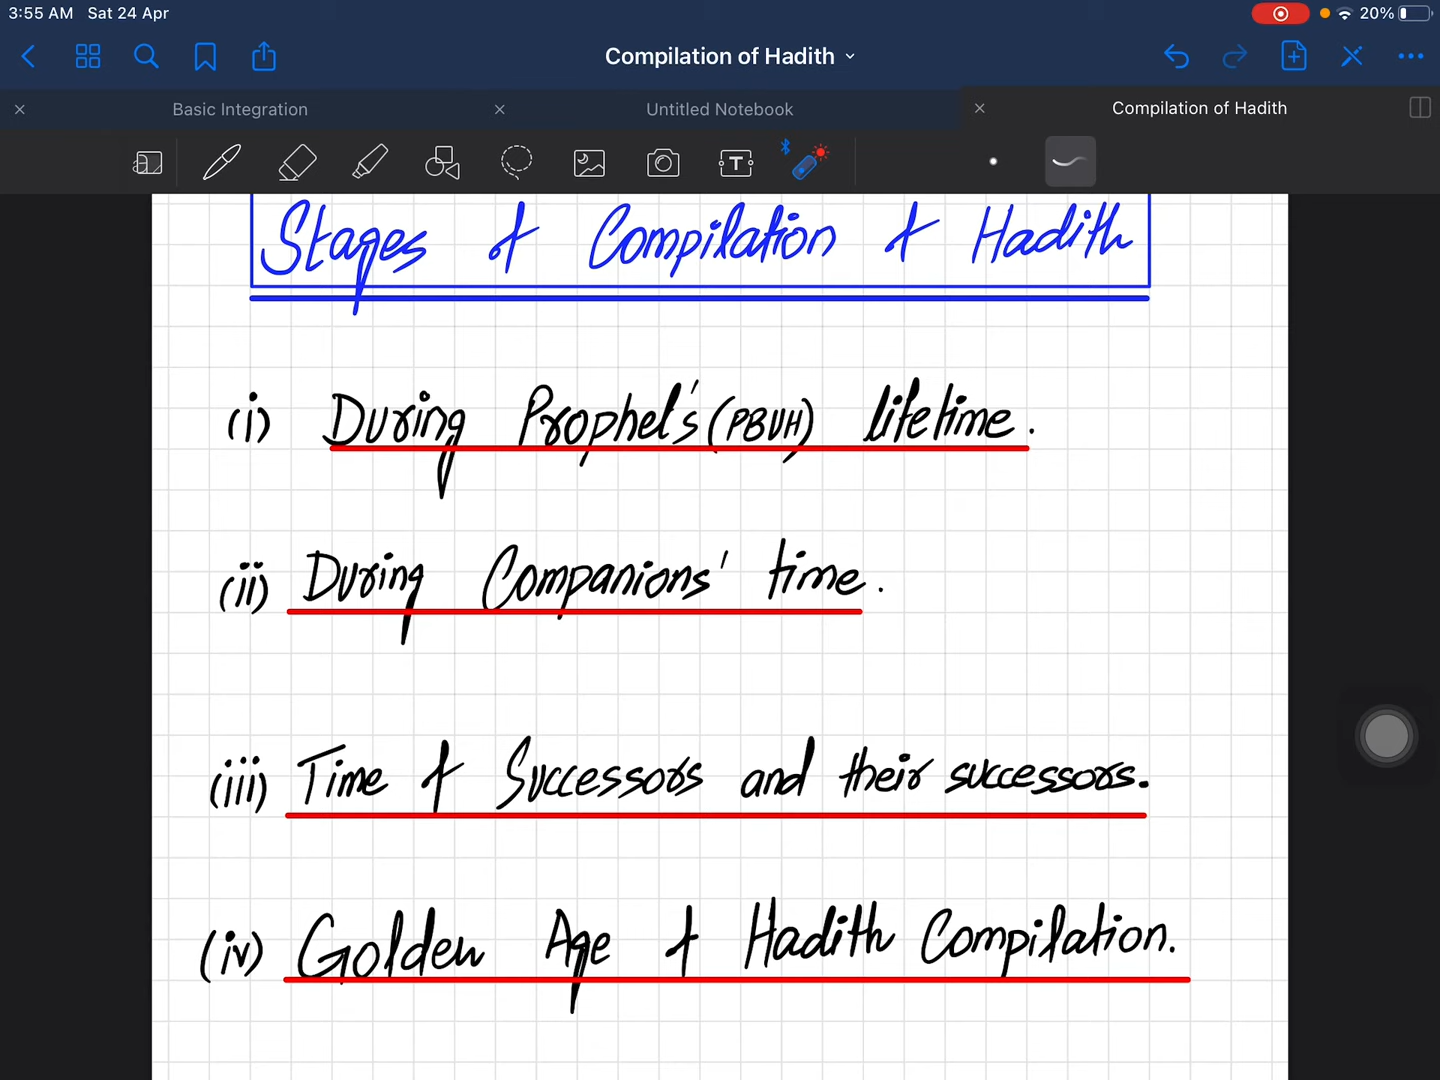 3:55 AM Sat 24 Apr 20%
Compilation of Hadith
Basic Integration Untitled Notebook Compilation of Hadith
T
Stages of Compilation of Hadith
(i) During Prophet's (PBUH) lifetime.
(ii) During Companions' time.
(iii) Time of Successors and their successors.
(iv) Golden Age of Hadith Compilation.